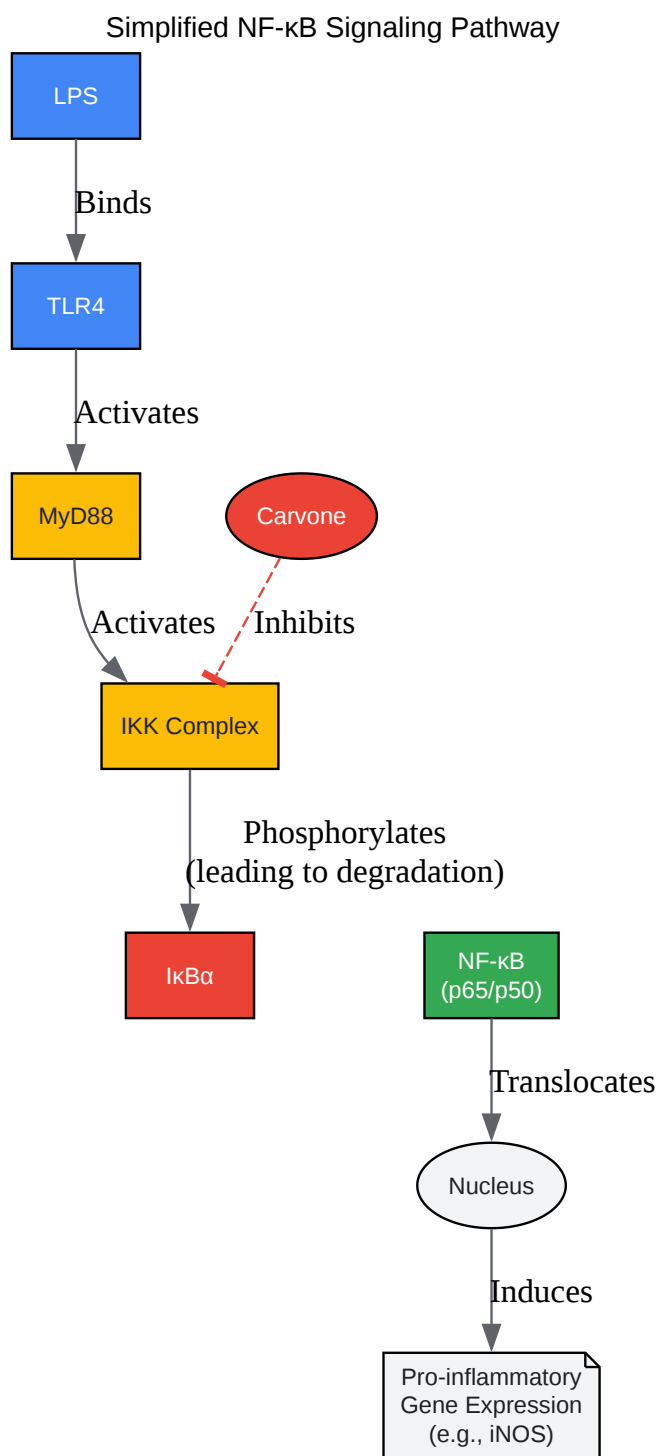 Simplified NF-κB Signaling Pathway
LPS
Binds
TLR4
Activates
MyD88
Carvone
Activates
Inhibits
IKK Complex
Phosphorylates
(leading to degradation)
IκBα
NF-κB
(p65/p50)
Translocates
Nucleus
Induces
Pro-inflammatory
Gene Expression
(e.g., iNOS)